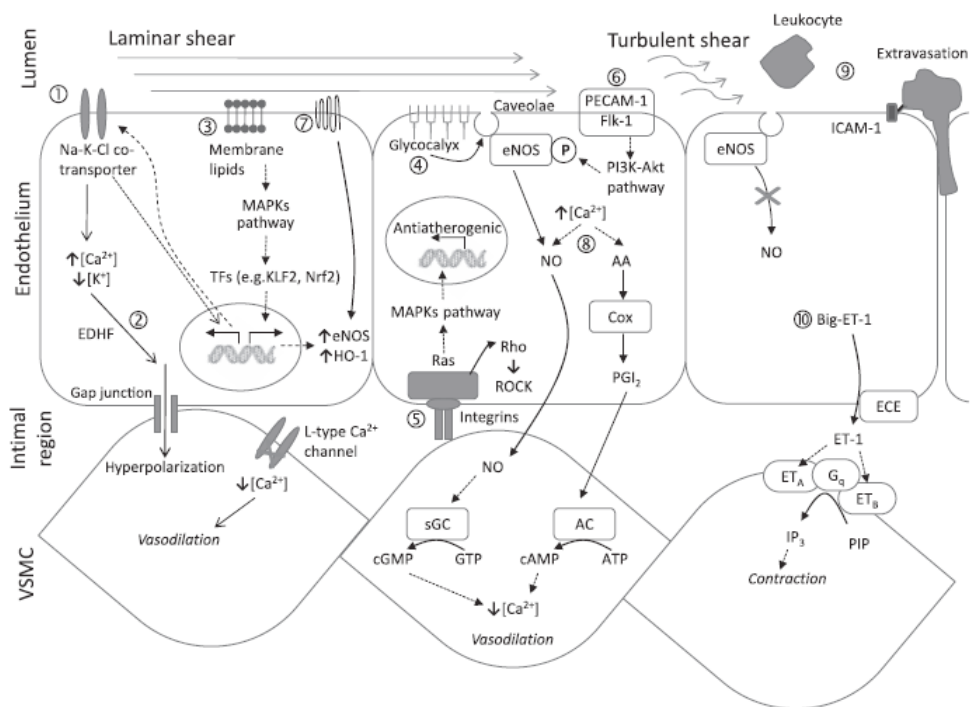 Lumen
Endothelium
Intimal
region
VSMC
Laminar shear
Turbulent shear
Leukocyte
Extravasation
①
Na-K-Cl co-
transporter
↑[Ca²⁺]
↓[K⁺]
②
EDHF
Gap junction
Hyperpolarization
③
Membrane
lipids
MAPKs
pathway
TFs (e.g.KLF2, Nrf2)
⑦
↑eNOS
↑HO-1
L-type Ca²⁺
channel
↓[Ca²⁺]
Vasodilation
Glycocalyx
④
Caveolae
eNOS
P
⑥
PECAM-1
Flk-1
PI3K-Akt
pathway
↑[Ca²⁺]
⑧
NO
AA
Cox
PGI₂
Antiatherogenic
MAPKs pathway
Ras
Rho
ROCK
⑤
Integrins
NO
sGC
cGMP
GTP
AC
cAMP
ATP
↓[Ca²⁺]
Vasodilation
⑨
ICAM-1
eNOS
NO
⑩ Big-ET-1
ECE
ET-1
ET_A
G_q
ET_B
IP₃
PIP
Contraction